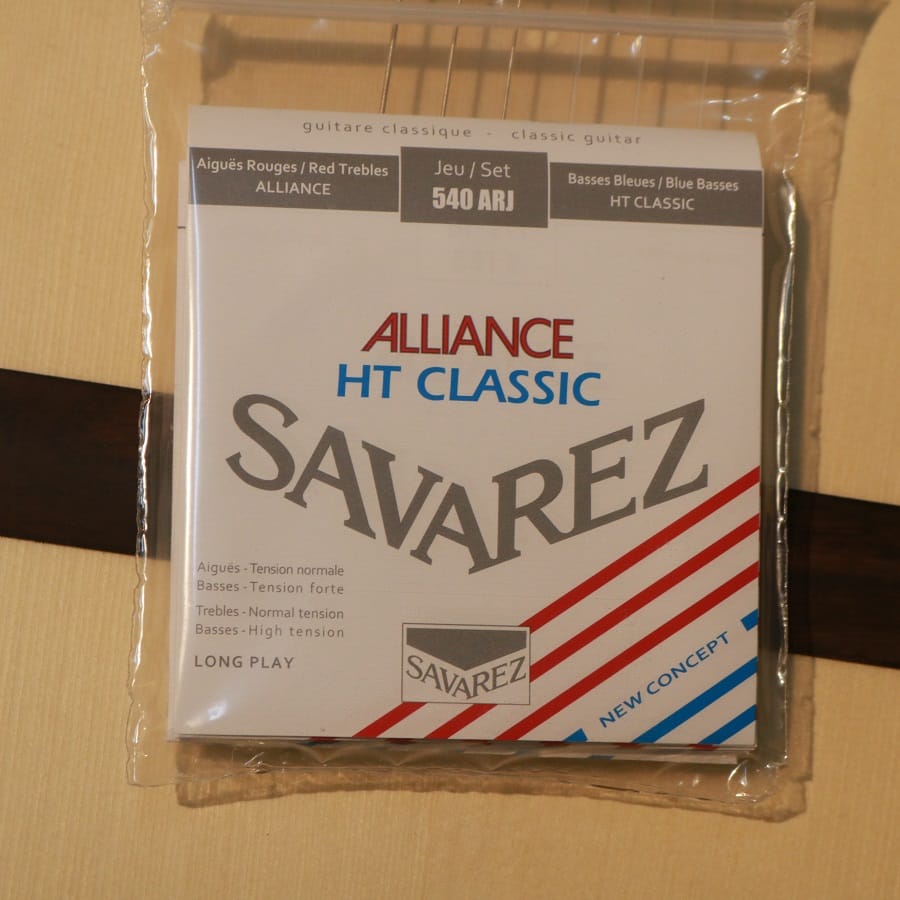 guitare classique - classic guitar
Aiguës Rouges / Red Trebles
ALLIANCE
Jeu / Set
540 ARJ
Basses Bleues / Blue Basses
HT CLASSIC
ALLIANCE
HT CLASSIC
SAVAREZ
Aiguës - Tension normale
Basses - Tension forte
Trebles - Normal tension
Basses - High tension
LONG PLAY
SAVAREZ
NEW CONCEPT